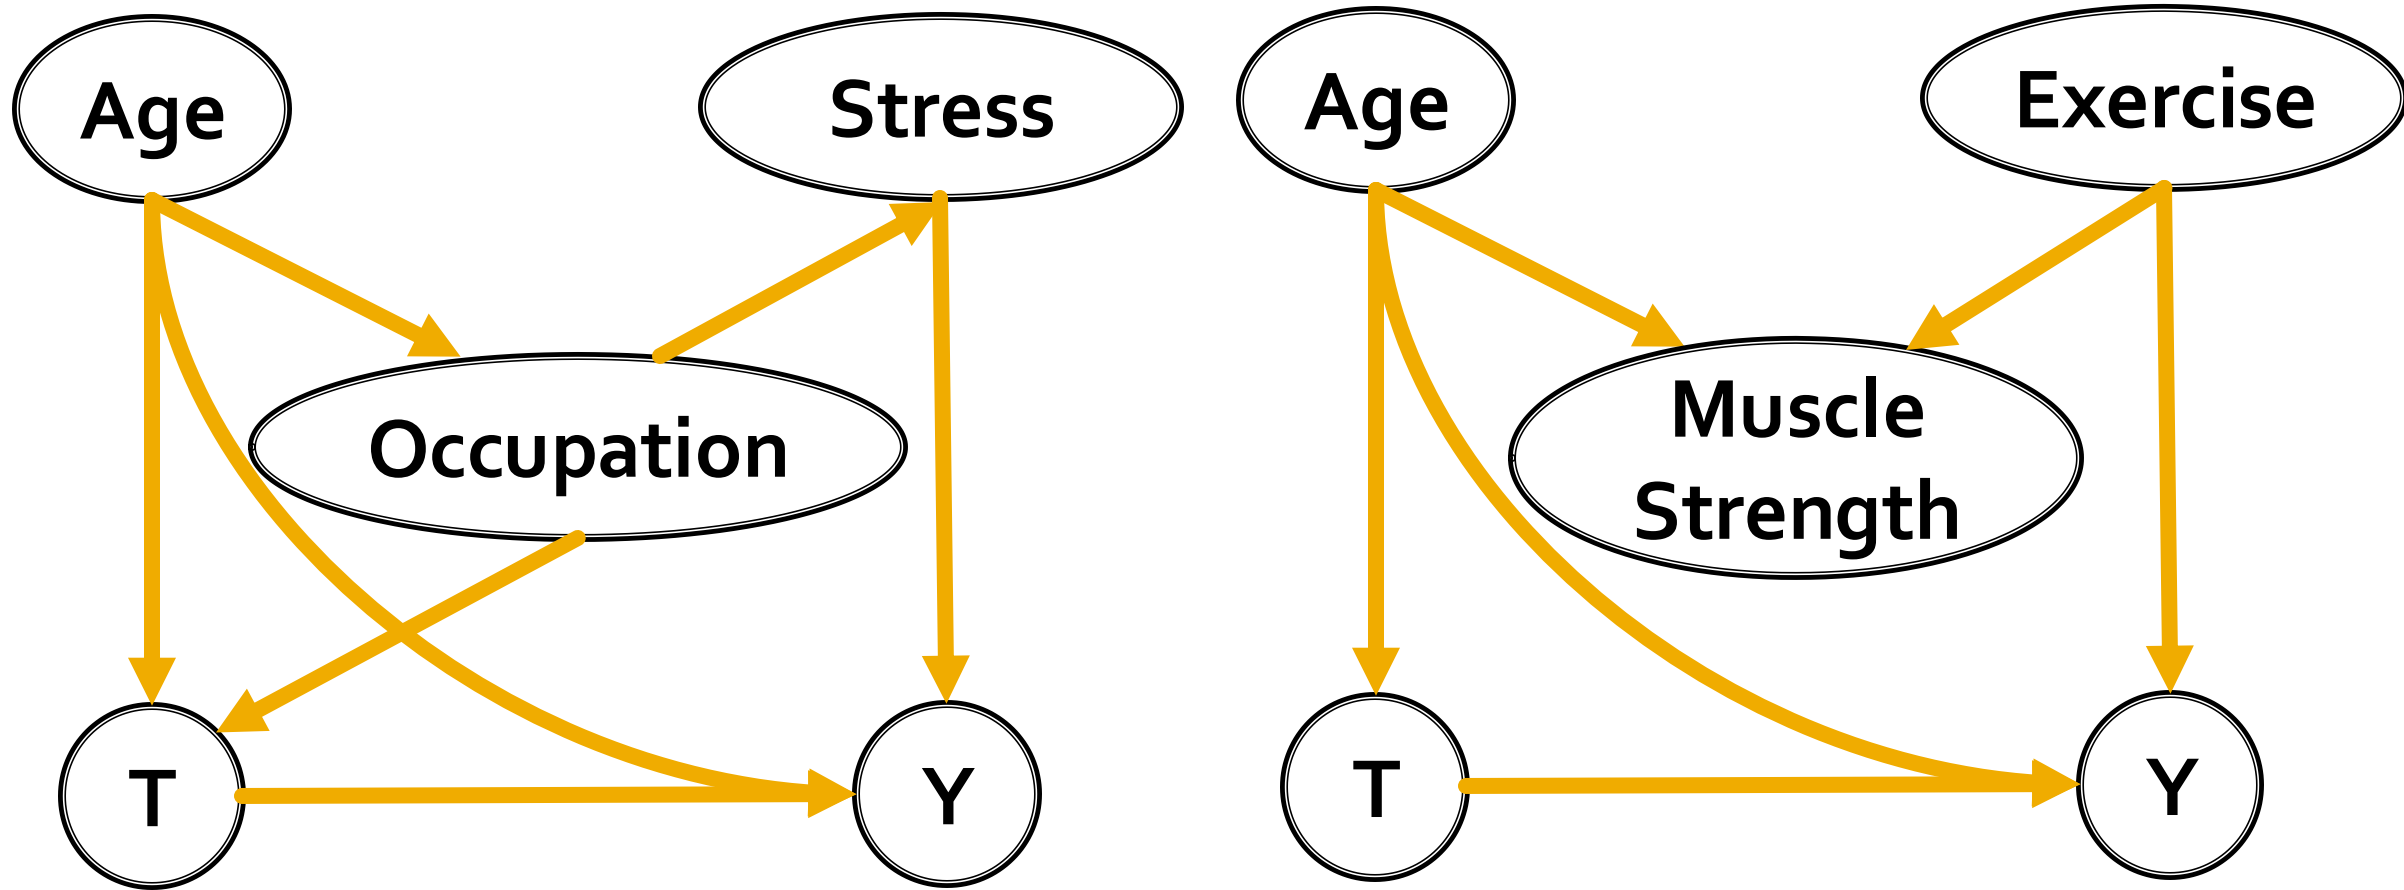 Age
Stress
Occupation
T
Y
Age
Exercise
Muscle
Strength
T
Y